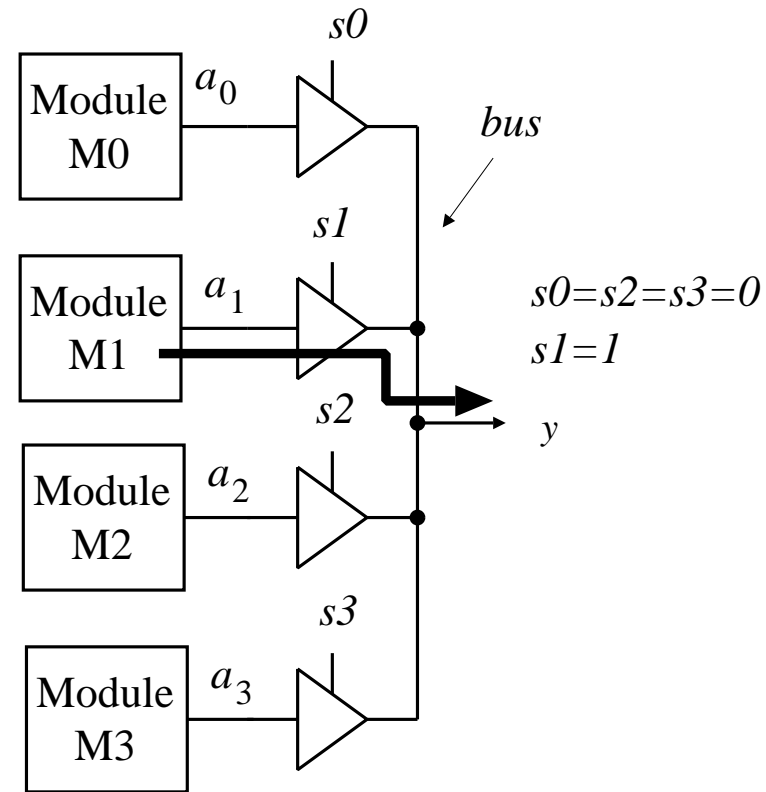 s0
Module
M0
a0
bus
s1
Module
M1
a1
s0=s2=s3=0
s1=1
s2
y
Module
M2
a2
s3
Module
M3
a3